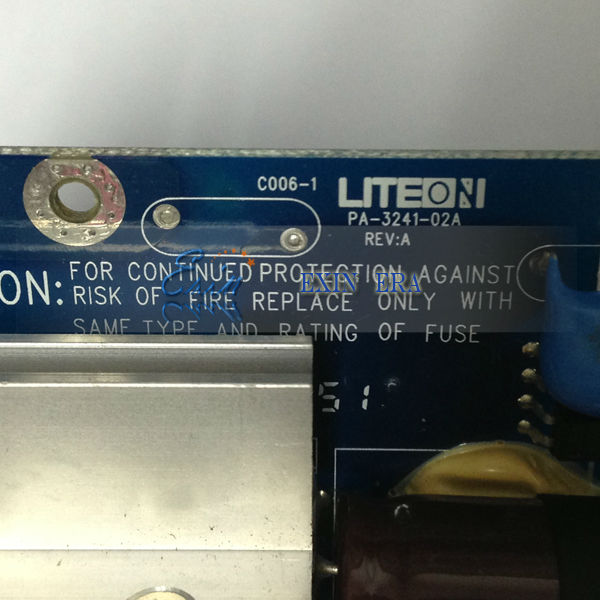 C006-1 LITEON
PA-3241-02A
REV:A
ON: FOR CONTINUED PROTECTION AGAINST
RISK OF FIRE REPLACE ONLY WITH
SAME TYPE AND RATING OF FUSE
EXIN ERA
51